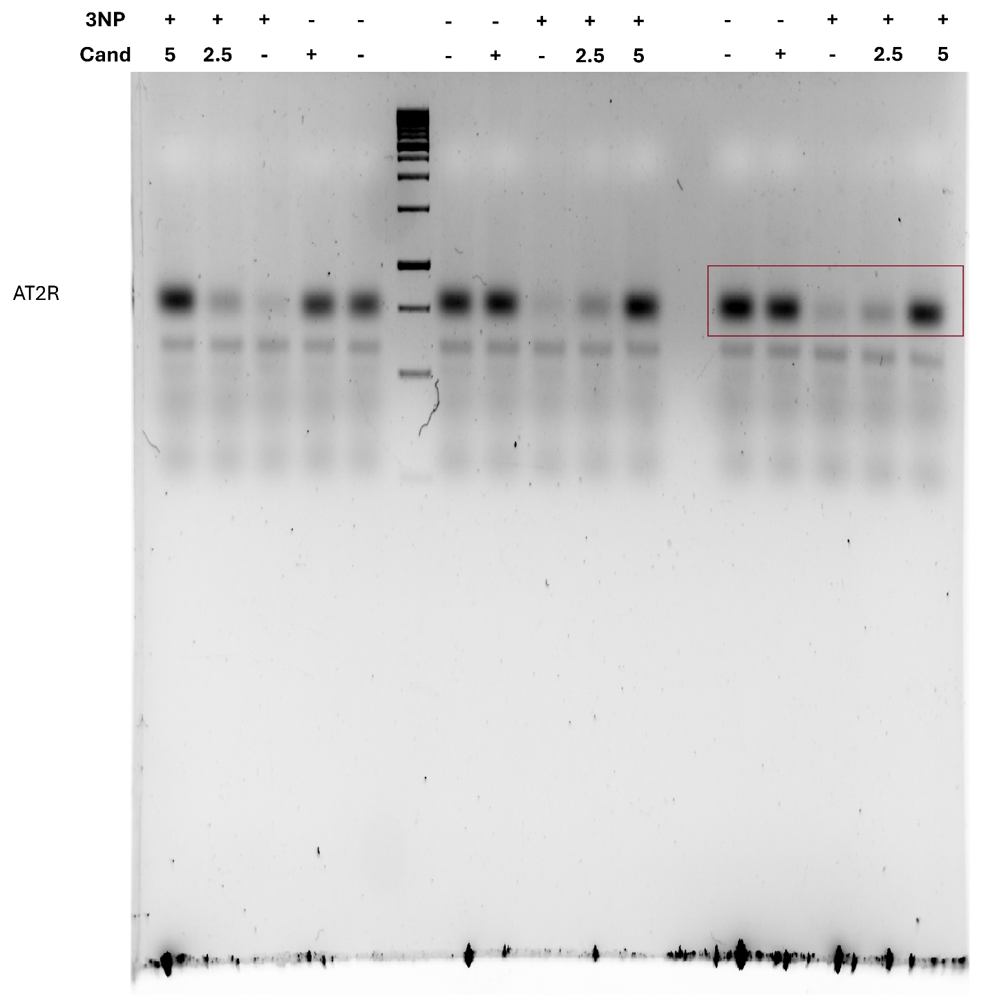 3NP + + + - - - - + + + - - + + +
Cand 5 2.5 - + - - + - 2.5 5 - + - 2.5 5
AT2R